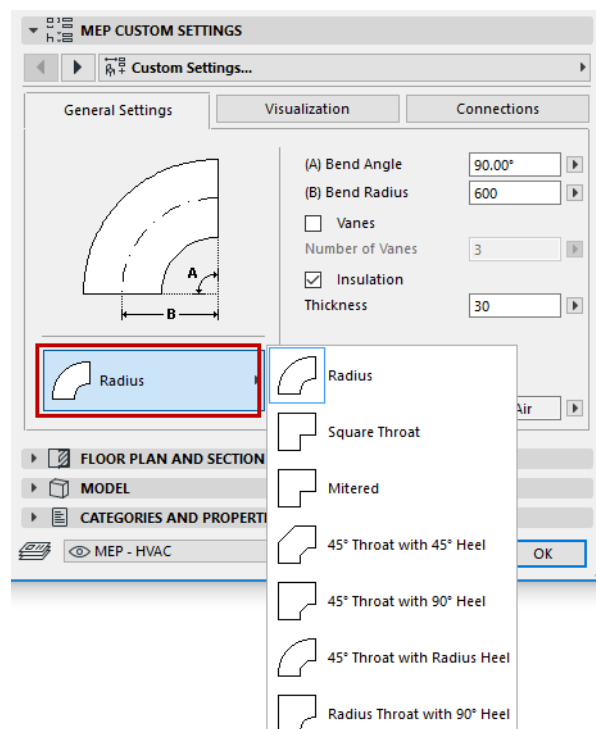 MEP CUSTOM SETTINGS
Custom Settings...
General Settings
Visualization
Connections
(A) Bend Angle
90.00°
(B) Bend Radius
600
Vanes
Number of Vanes
3
Insulation
Thickness
30
A
B
Radius
Air
Radius
Square Throat
Mitered
45° Throat with 45° Heel
45° Throat with 90° Heel
45° Throat with Radius Heel
Radius Throat with 90° Heel
FLOOR PLAN AND SECTION
MODEL
CATEGORIES AND PROPERTI
MEP - HVAC
OK